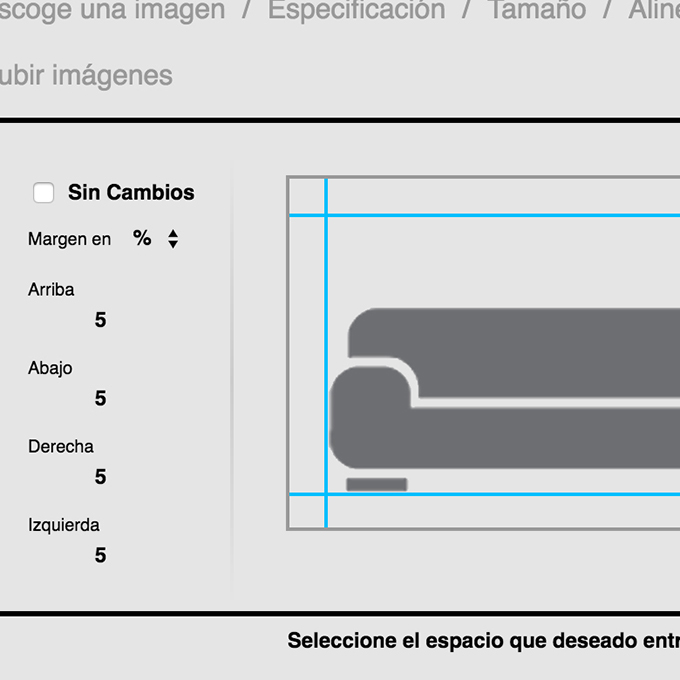 scoge una imagen / Especificación / Tamaño / Aline
ubir imágenes
Sin Cambios
Margen en %
Arriba
5
Abajo
5
Derecha
5
Izquierda
5
Seleccione el espacio que deseado entr